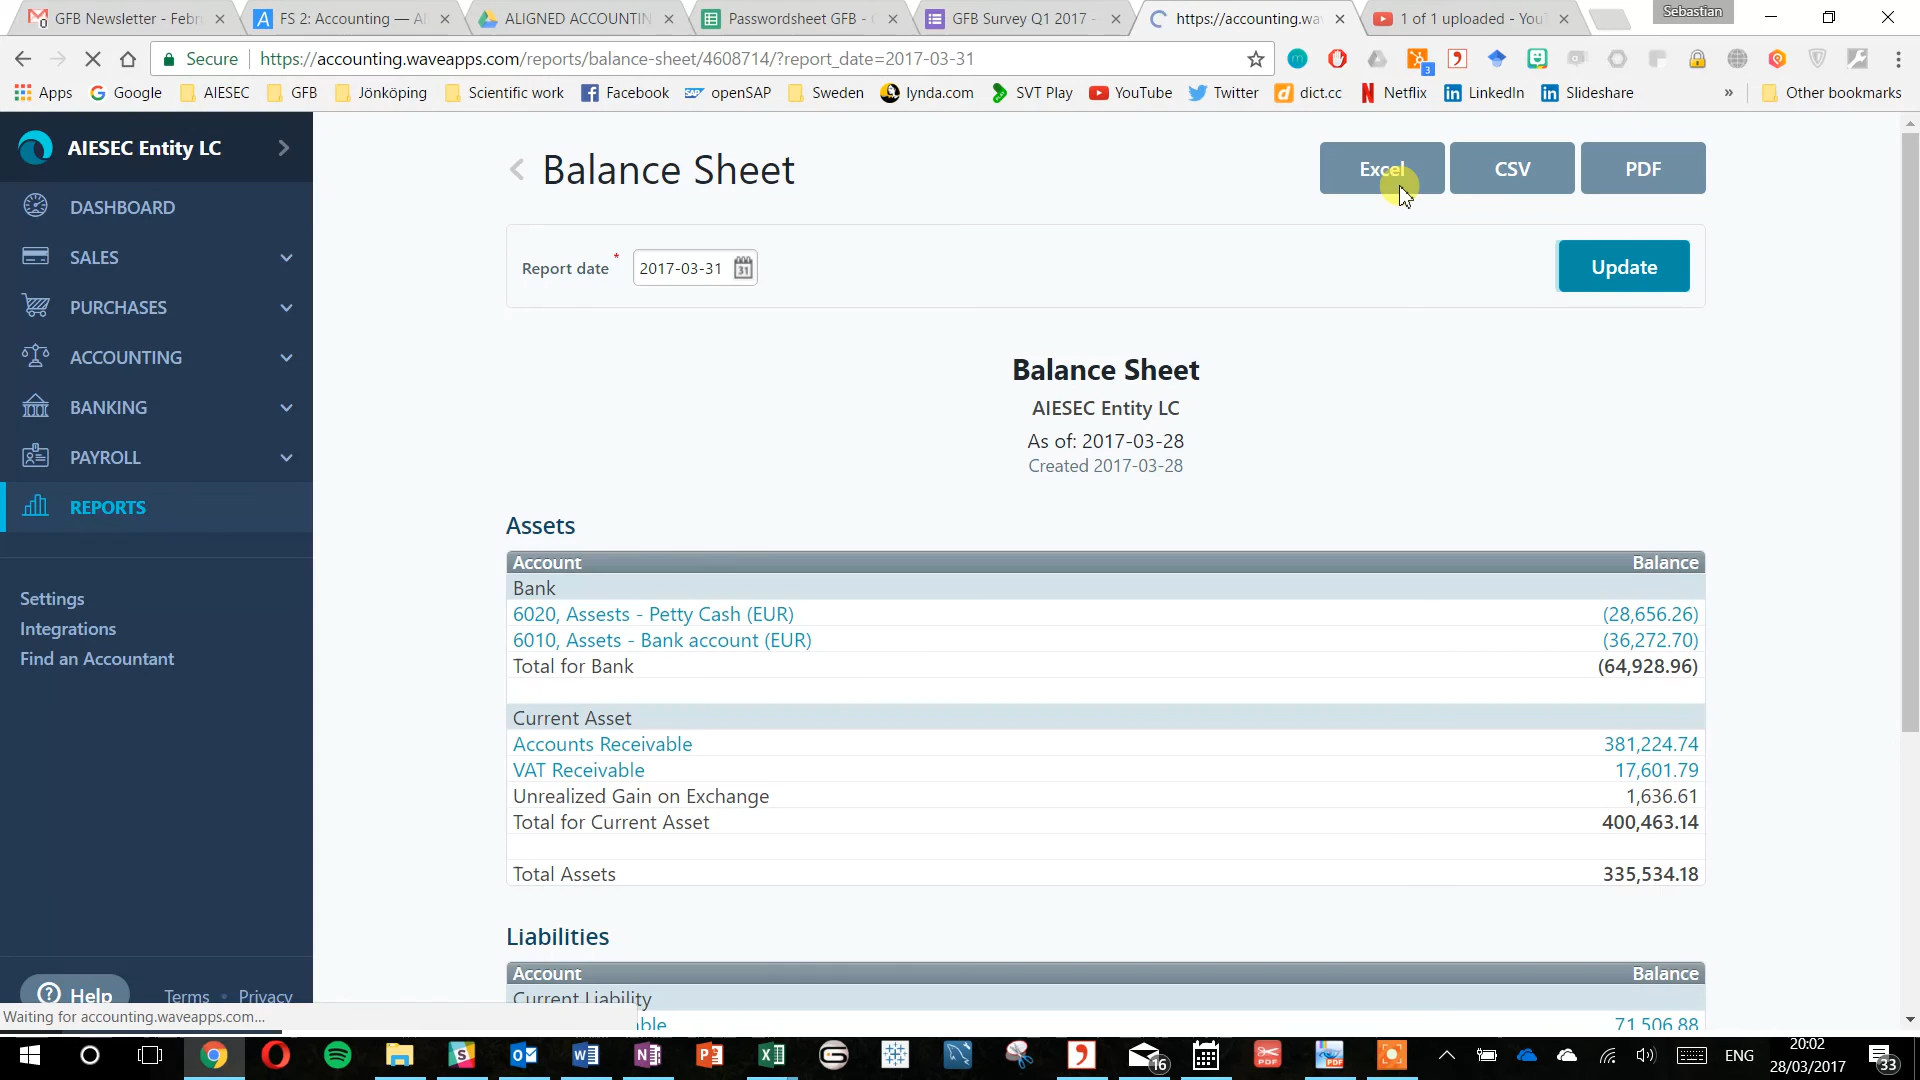 GFB Newsletter - Febr
FS 2: Accounting — Al
ALIGNED ACCOUNTIN
Passwordsheet GFB -
GFB Survey Q1 2017 -
https://accounting.wa
1 of 1 uploaded - You
Sebastian
Secure
https://accounting.waveapps.com/reports/balance-sheet/4608714/?report_date=2017-03-31
3
Apps
Google
AIESEC
GFB
Jönköping
Scientific work
Facebook
openSAP
Sweden
lynda.com
SVT Play
YouTube
Twitter
dict.cc
Netflix
LinkedIn
Slideshare
»
Other bookmarks
AIESEC Entity LC
DASHBOARD
SALES
PURCHASES
ACCOUNTING
BANKING
PAYROLL
REPORTS
Settings
Integrations
Find an Accountant
Help
Terms • Privacy
Waiting for accounting.waveapps.com...
Balance Sheet
Excel
CSV
PDF
Report date *
2017-03-31
31
Update
Balance Sheet
AIESEC Entity LC
As of: 2017-03-28
Created 2017-03-28
Assets
Account Balance
Bank
6020, Assests - Petty Cash (EUR) (28,656.26)
6010, Assets - Bank account (EUR) (36,272.70)
Total for Bank (64,928.96)
Current Asset
Accounts Receivable 381,224.74
VAT Receivable 17,601.79
Unrealized Gain on Exchange 1,636.61
Total for Current Asset 400,463.14
Total Assets 335,534.18
Liabilities
Account Balance
Current Liability
71,506.88
16
ENG
20:02
28/03/2017
33